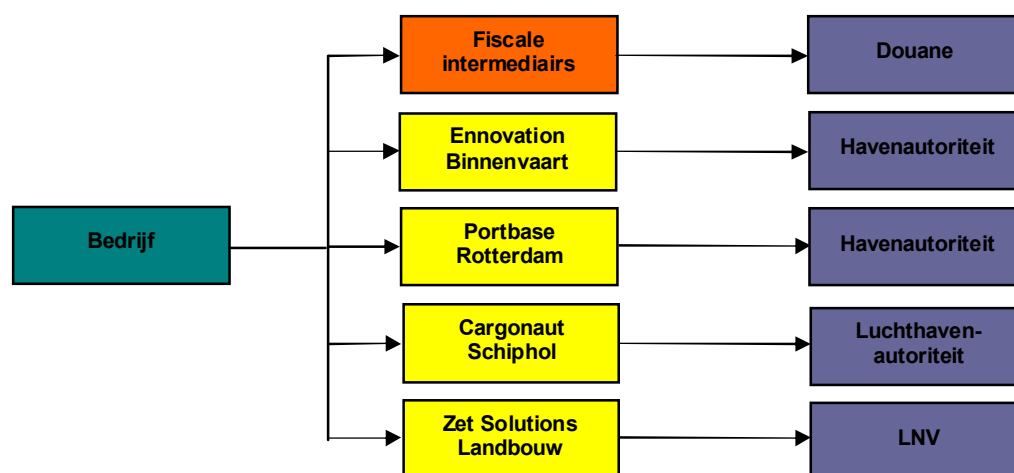 Fiscale
intermediairs
Douane
Ennovation
Binnenvaart
Havenautoriteit
Bedrijf
Portbase
Rotterdam
Havenautoriteit
Cargonaut
Schiphol
Luchthaven-
autoriteit
Zet Solutions
Landbouw
LNV